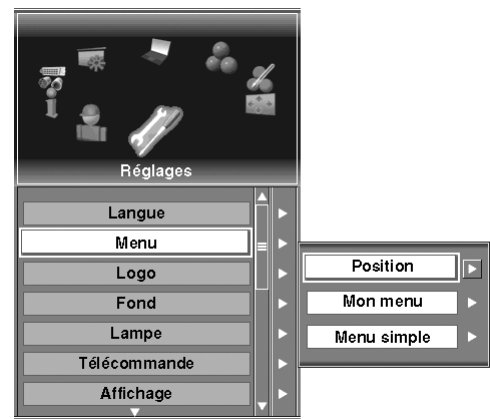 Réglages
Langue
Menu
Logo
Fond
Lampe
Télécommande
Affichage
Position
Mon menu
Menu simple